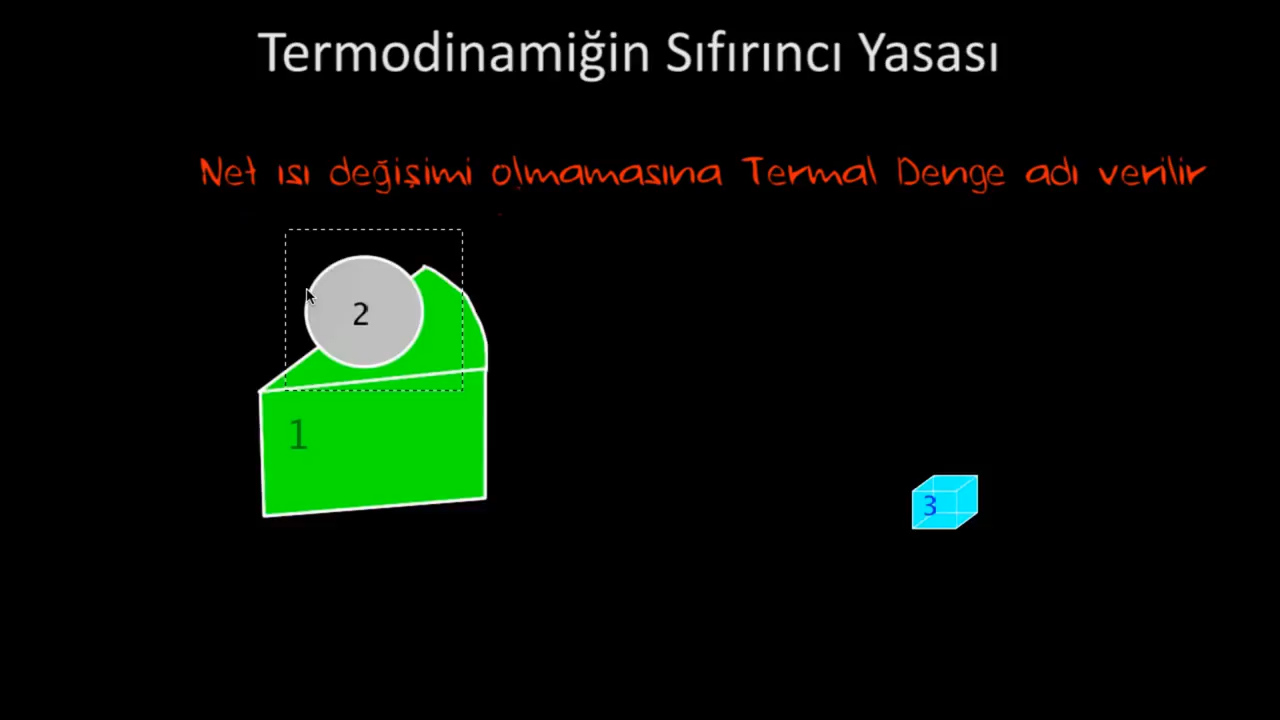 Termodinamiğin Sıfırıncı Yasası
Net ısı değişimi olmamasına Termal Denge adı verilir
2
1
3